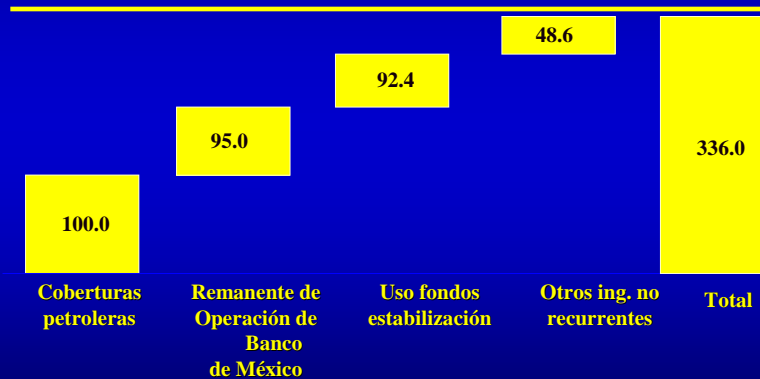 48.6
92.4
95.0
336.0
100.0
Coberturas
petroleras
Remanente de
Operación de
Banco
de México
Uso fondos
estabilización
Otros ing. no
recurrentes
Total